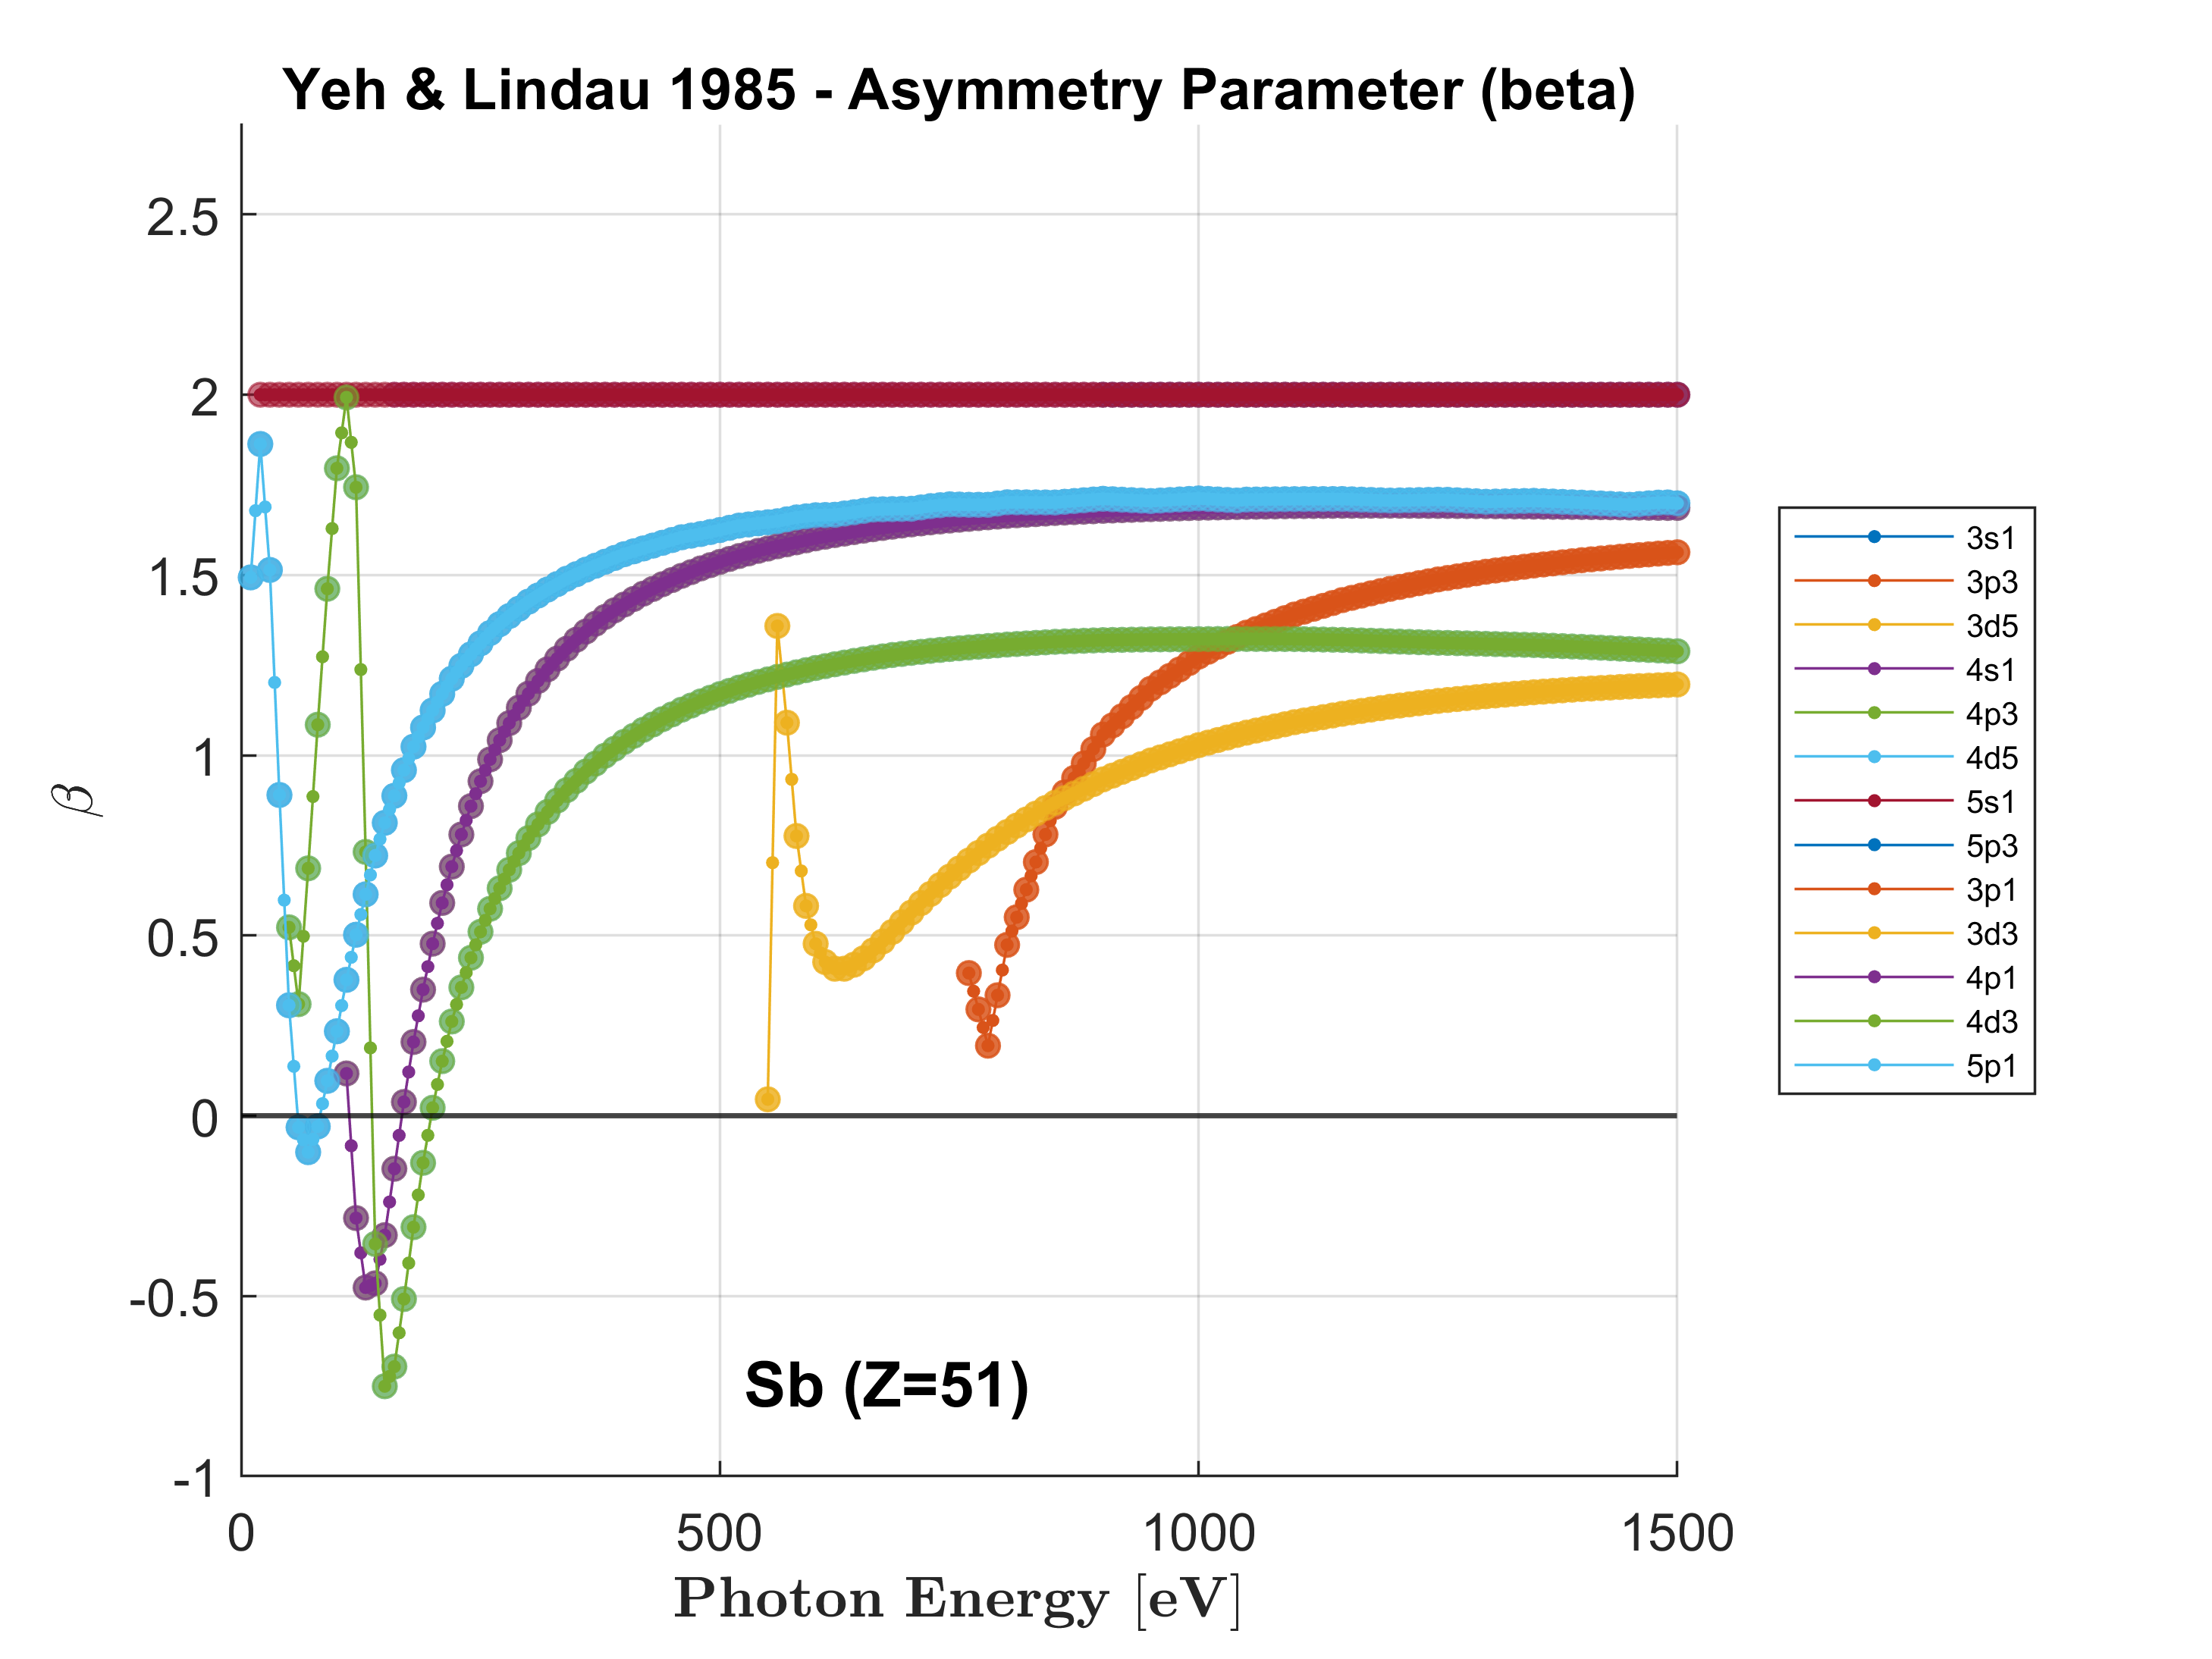 Yeh & Lindau 1985 - Asymmetry Parameter (beta)
2.5
2
1.5
1
0.5
0
-0.5
-1
β
0 500 1000 1500
Photon Energy [eV]
Sb (Z=51)
3s1
3p3
3d5
4s1
4p3
4d5
5s1
5p3
3p1
3d3
4p1
4d3
5p1